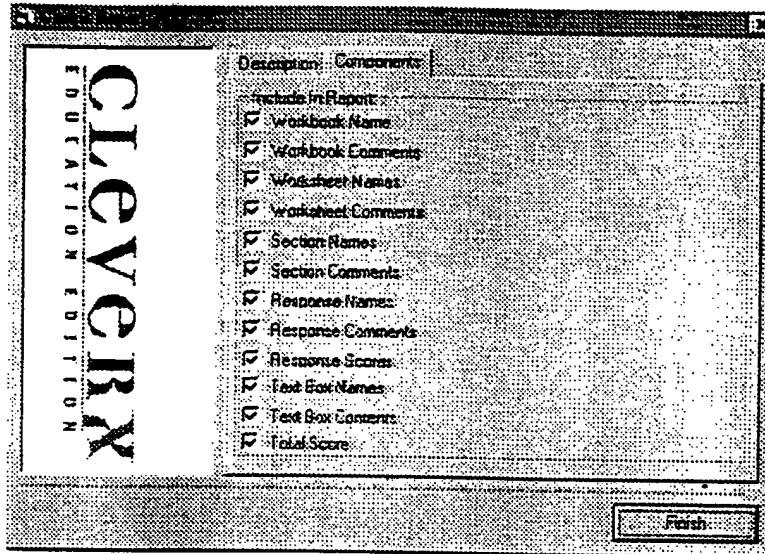 CLeverX
EDUCATION EDITION
Description Components
Include In Report:
Workbook Name
Workbook Comments
Worksheet Names
Worksheet Comments
Section Names
Section Comments
Response Names
Response Comments
Response Scores
Text Box Names
Text Box Contents
Total Score
Finish